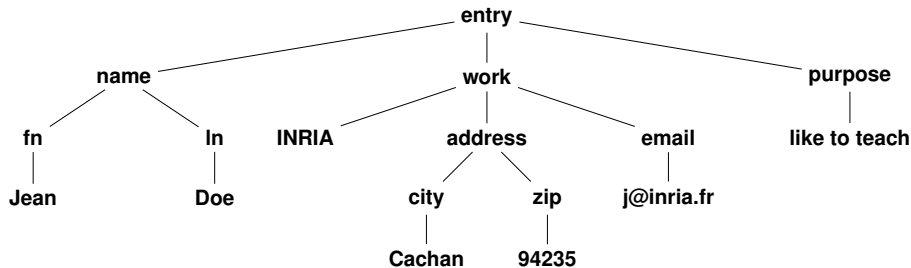 entry
name work purpose
fn ln INRIA address email like to teach
Jean Doe city zip j@inria.fr
Cachan 94235